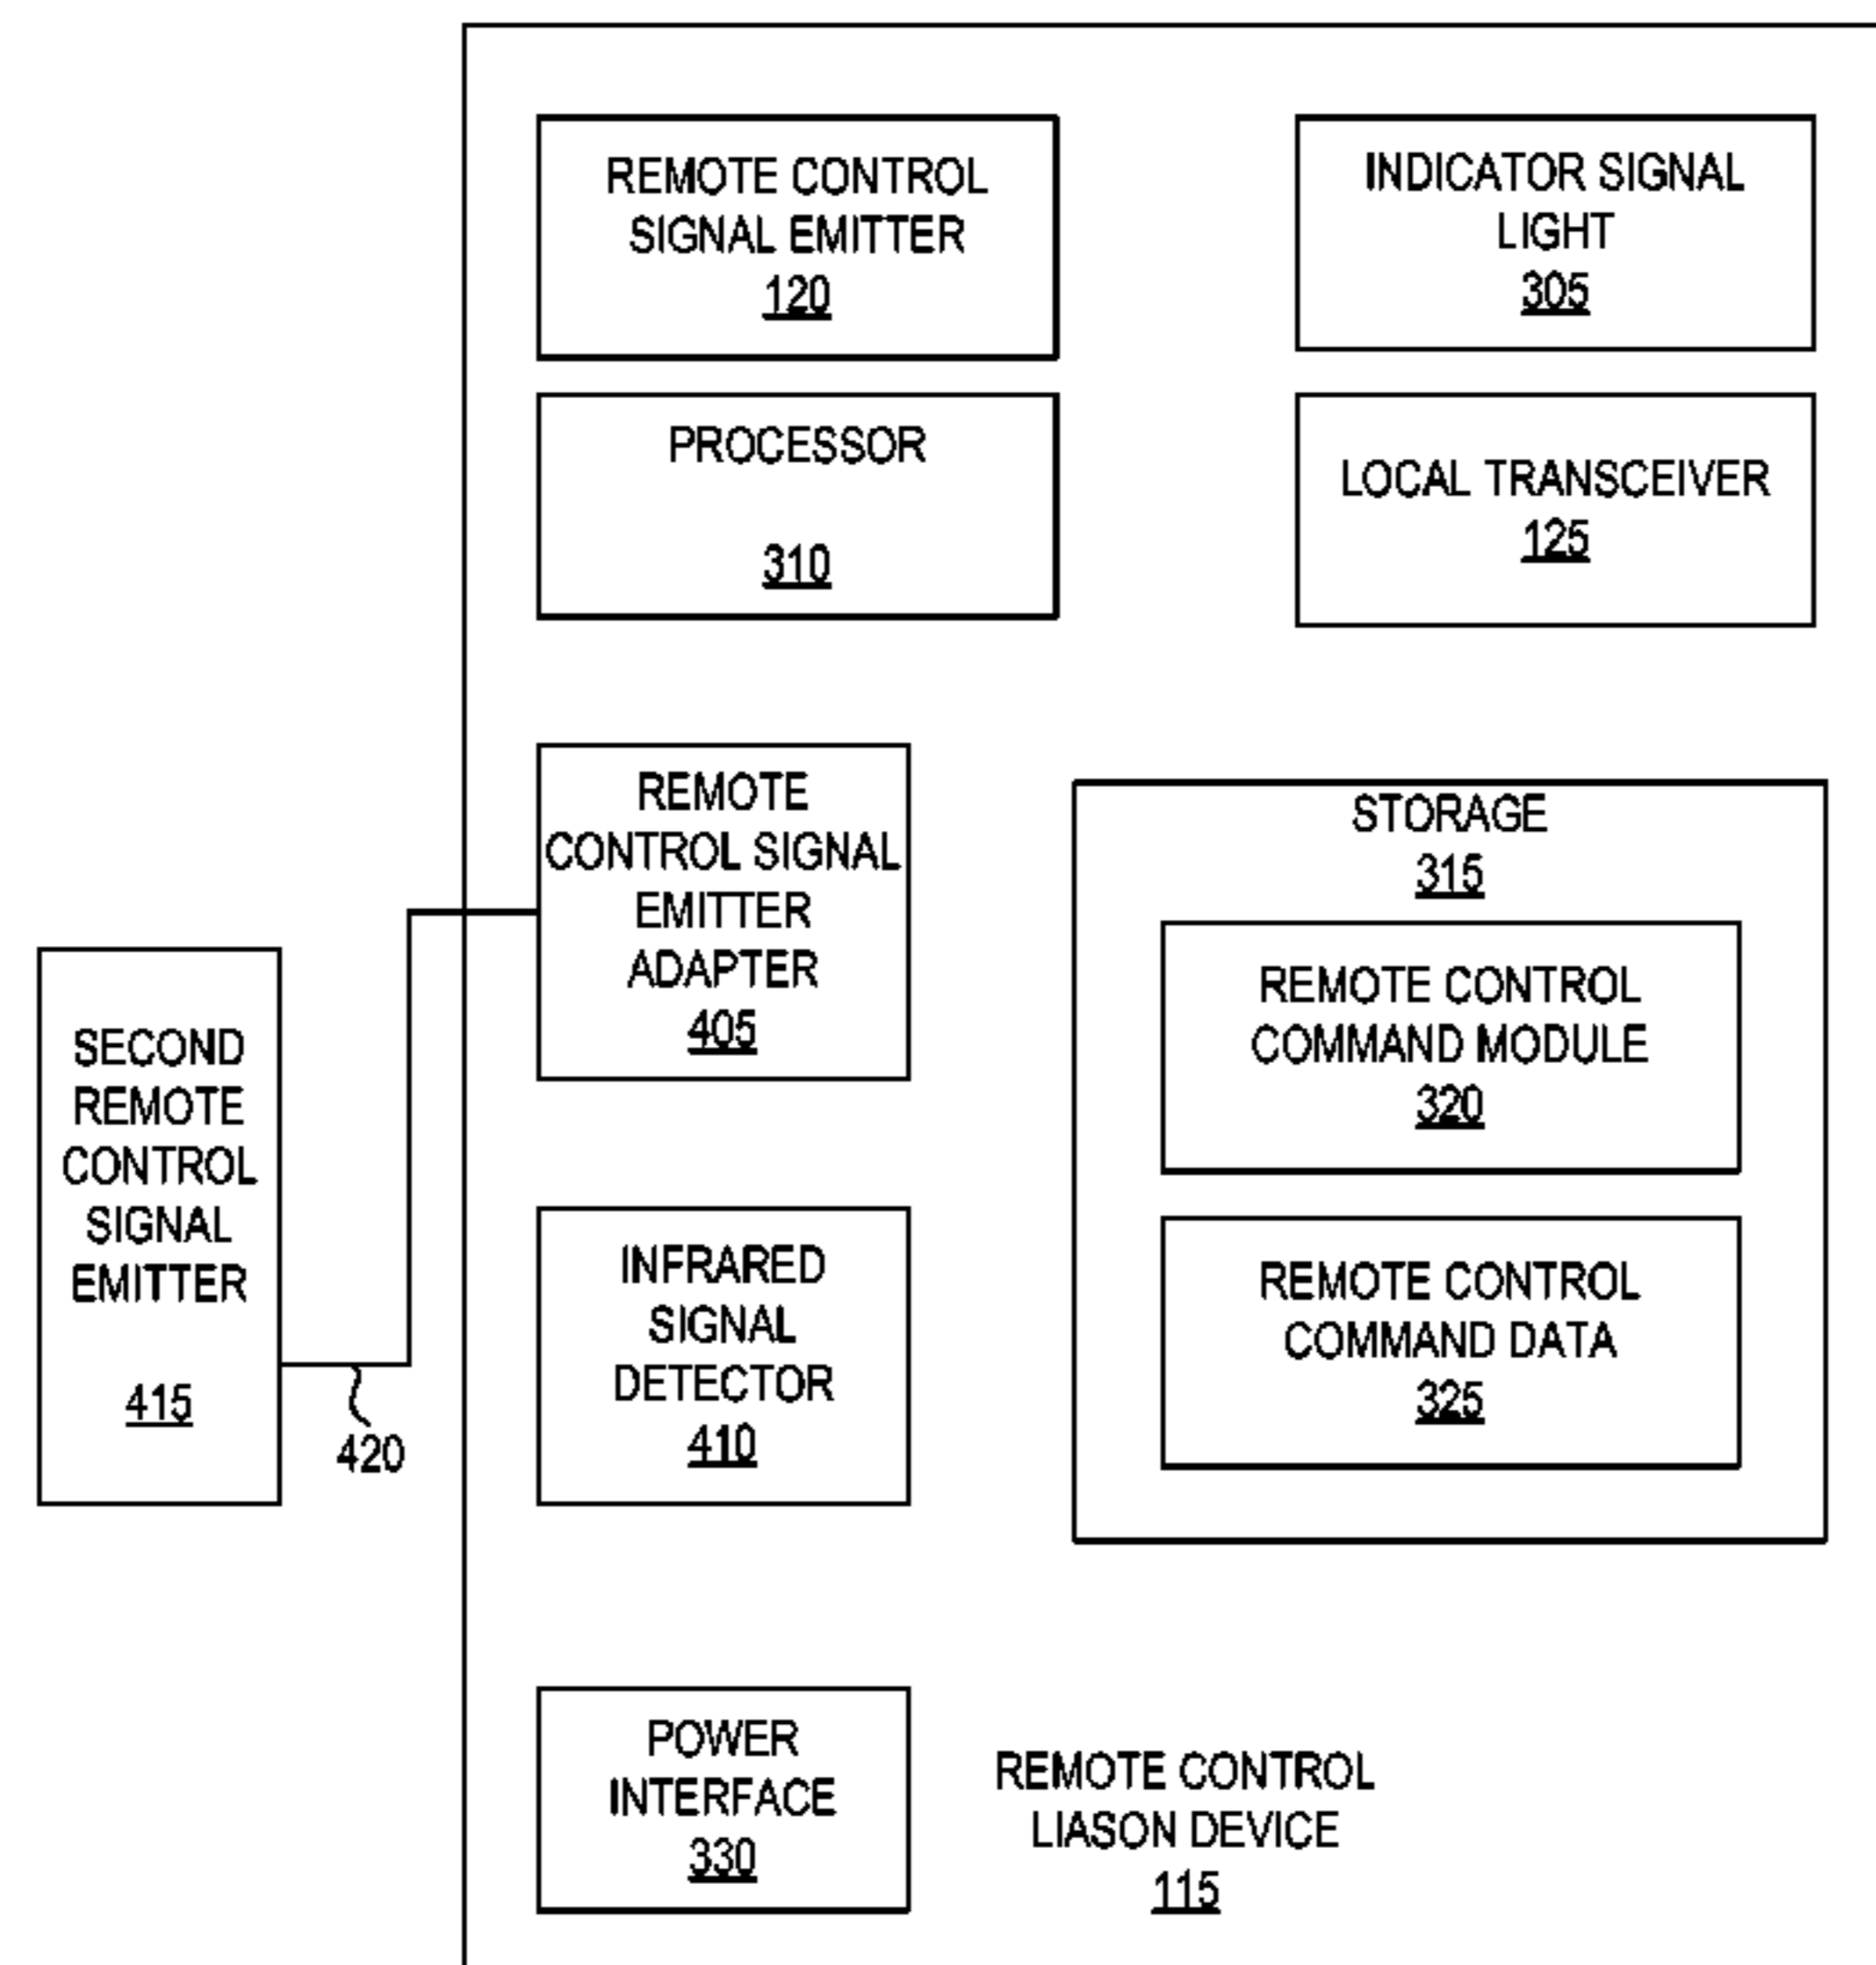 REMOTE CONTROL
SIGNAL EMITTER
120
INDICATOR SIGNAL
LIGHT
305
PROCESSOR
310
LOCAL TRANSCEIVER
125
REMOTE
CONTROL SIGNAL
EMITTER
ADAPTER
405
STORAGE
315
REMOTE CONTROL
COMMAND MODULE
320
REMOTE CONTROL
COMMAND DATA
325
SECOND
REMOTE
CONTROL
SIGNAL
EMITTER
415
420
INFRARED
SIGNAL
DETECTOR
410
POWER
INTERFACE
330
REMOTE CONTROL
LIASON DEVICE
115